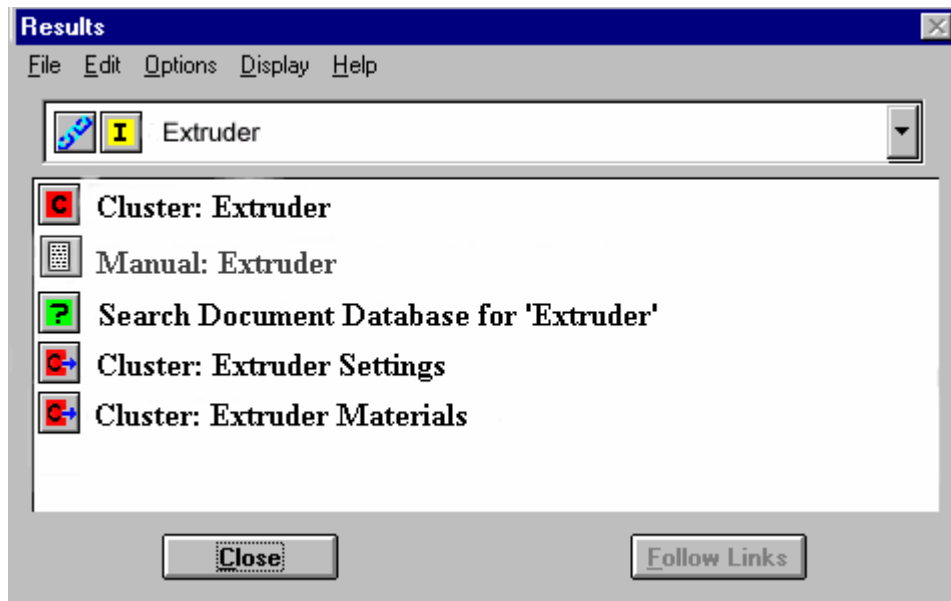 Results
File Edit Options Display Help
I Extruder
C Cluster: Extruder
Manual: Extruder
? Search Document Database for 'Extruder'
C Cluster: Extruder Settings
C Cluster: Extruder Materials
Close Follow Links